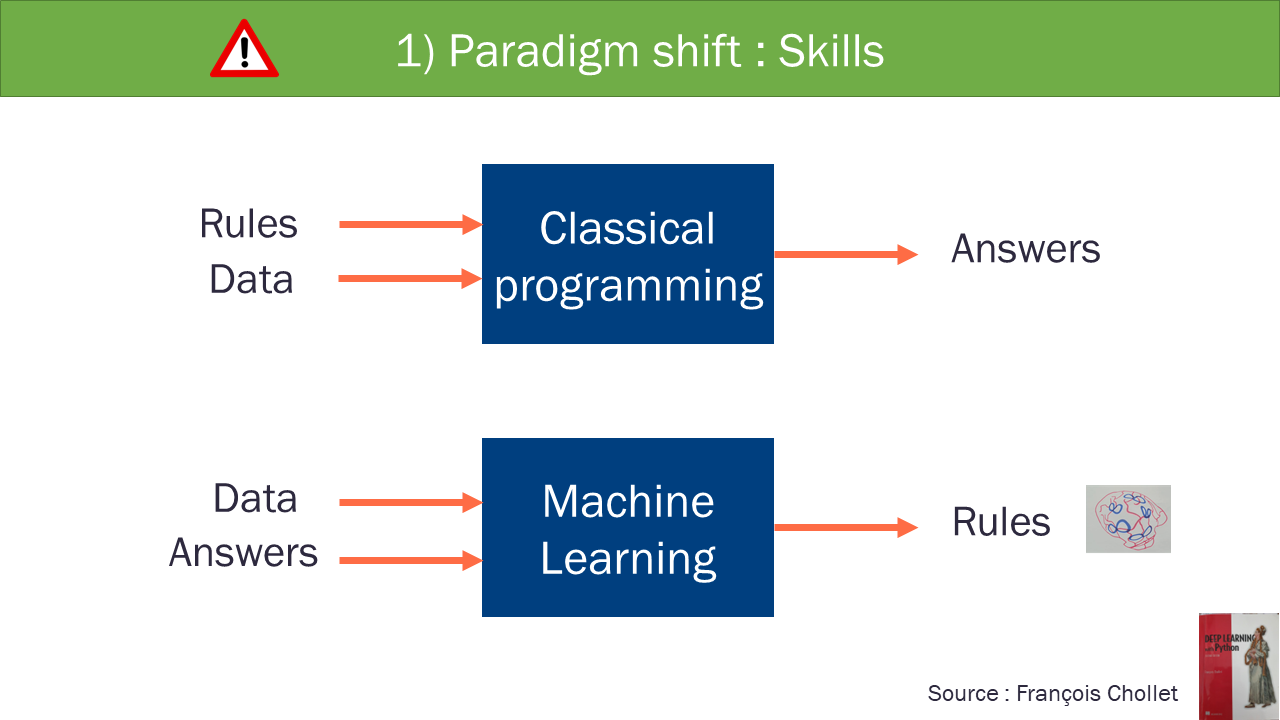 1) Paradigm shift : Skills
Rules
Data
Classical
programming
Answers
Data
Answers
Machine
Learning
Rules
DEEP LEARNING
with Python
Source : François Chollet